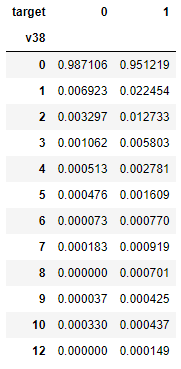 target 0 1
v38
0 0.987106 0.951219
1 0.006923 0.022454
2 0.003297 0.012733
3 0.001062 0.005803
4 0.000513 0.002781
5 0.000476 0.001609
6 0.000073 0.000770
7 0.000183 0.000919
8 0.000000 0.000701
9 0.000037 0.000425
10 0.000330 0.000437
12 0.000000 0.000149